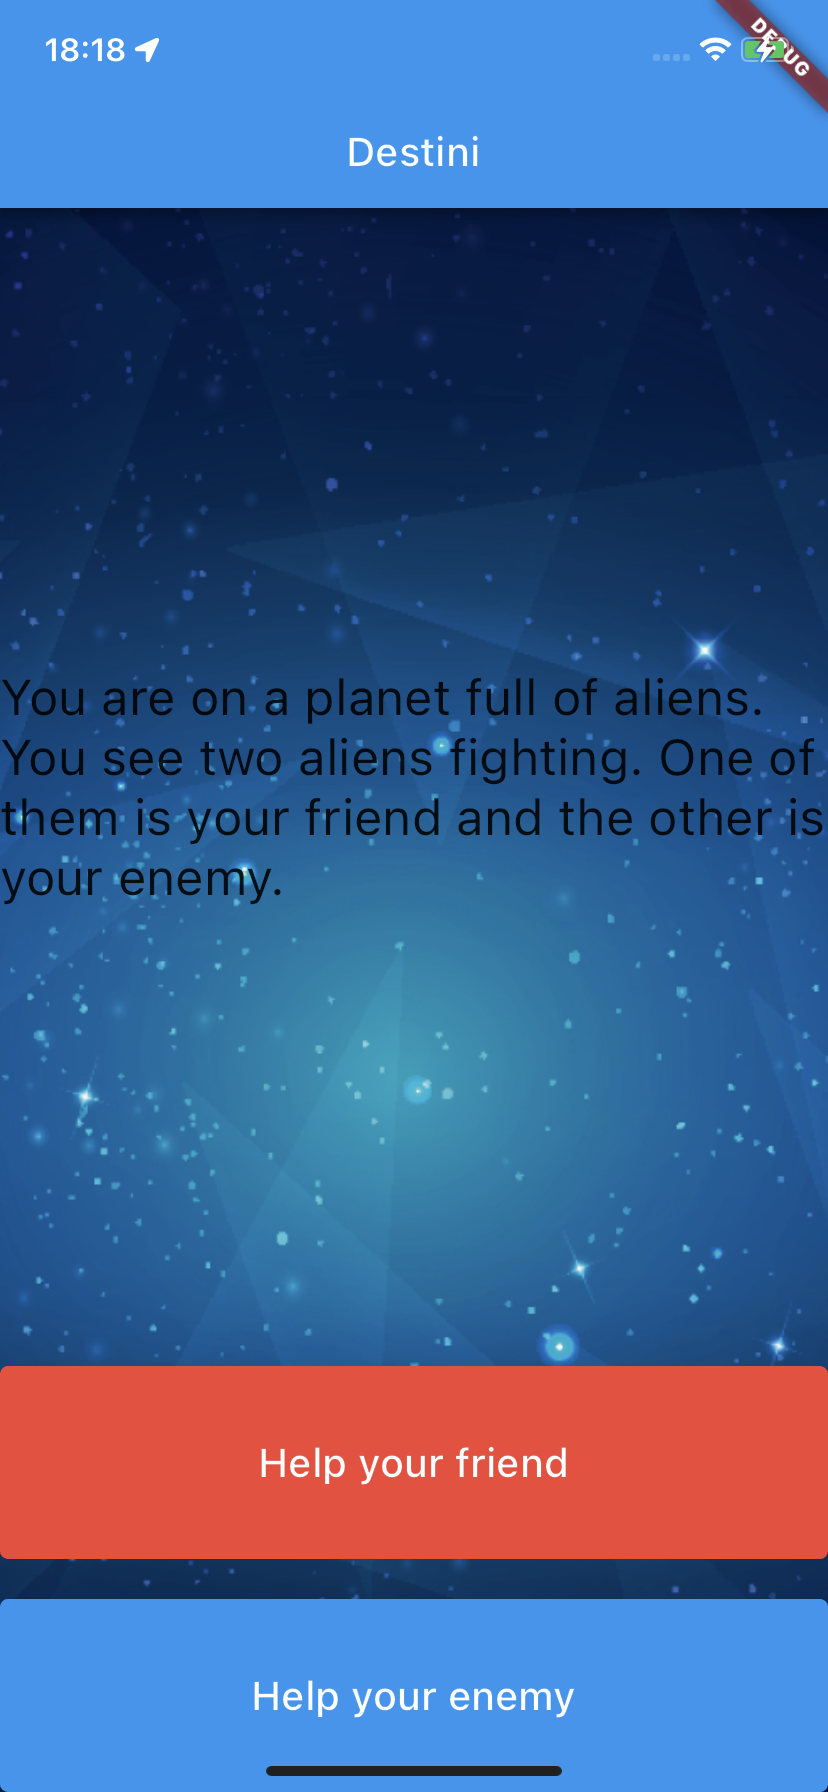 18:18
DEBUG
Destini
You are on a planet full of aliens.
You see two aliens fighting. One of
them is your friend and the other is
your enemy.
Help your friend
Help your enemy